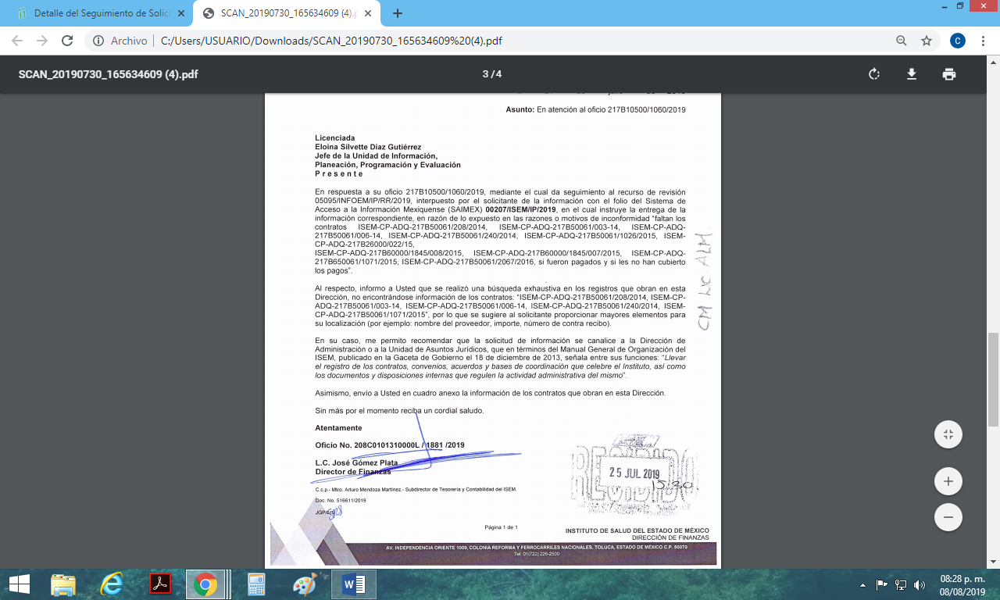 Detalle del Seguimiento de Solici
SCAN_20190730_165634609 (4).p
Archivo
C:/Users/USUARIO/Downloads/SCAN_20190730_165634609%20(4).pdf
C
SCAN_20190730_165634609 (4).pdf
3 / 4
Asunto: En atención al oficio 217B10500/1060/2019
Licenciada
Eloina Silvette Díaz Gutiérrez
Jefe de la Unidad de Información,
Planeación, Programación y Evaluación
P r e s e n t e
En respuesta a su oficio 217B10500/1060/2019, mediante el cual da seguimiento al recurso de revisión
05095/INFOEM/IP/RR/2019, interpuesto por el solicitante de la información con el folio del Sistema de
Acceso a la Información Mexiquense (SAIMEX) 00207/ISEM/IP/2019, en el cual instruye la entrega de la
información correspondiente, en razón de lo expuesto en las razones o motivos de inconformidad "faltan los
contratos ISEM-CP-ADQ-217B50061/208/2014, ISEM-CP-ADQ-217B50061/003-14, ISEM-CP-ADQ-
217B50061/006-14, ISEM-CP-ADQ-217B50061/240/2014, ISEM-CP-ADQ-217B50061/1026/2015, ISEM-
CP-ADQ-217B26000/022/15,
ISEM-CP-ADQ-217B60000/1845/008/2015, ISEM-CP-ADQ-217B60000/1845/007/2015, ISEM-CP-ADQ-
217B650061/1071/2015, ISEM-CP-ADQ-217B50061/2067/2016, si fueron pagados y si les no han cubierto
los pagos".
Al respecto, informo a Usted que se realizó una búsqueda exhaustiva en los registros que obran en esta
Dirección, no encontrándose información de los contratos: "ISEM-CP-ADQ-217B50061/208/2014, ISEM-CP-
ADQ-217B50061/003-14, ISEM-CP-ADQ-217B50061/006-14, ISEM-CP-ADQ-217B50061/240/2014, ISEM-
CP-ADQ-217B50061/1071/2015", por lo que se sugiere al solicitante proporcionar mayores elementos para
su localización (por ejemplo: nombre del proveedor, importe, número de contra recibo).
En su caso, me permito recomendar que la solicitud de información se canalice a la Dirección de
Administración o a la Unidad de Asuntos Jurídicos, que en términos del Manual General de Organización del
ISEM, publicado en la Gaceta de Gobierno el 18 de diciembre de 2013, señala entre sus funciones: "Llevar
el registro de los contratos, convenios, acuerdos y bases de coordinación que celebre el Instituto, así como
los documentos y disposiciones internas que regulen la actividad administrativa del mismo".
Asimismo, envío a Usted en cuadro anexo la información de los contratos que obran en esta Dirección.
Sin más por el momento reciba un cordial saludo.
Atentamente
Oficio No. 208C0101310000L / 1881 /2019
L.C. José Gómez Plata
Director de Finanzas
C.c.p.- Mtro. Arturo Mendoza Martínez.- Subdirector de Tesorería y Contabilidad del ISEM.
Doc. No. 516611/2019
CM Lic. ALM.
RECIBIDO
25 JUL 2019
15:30.
Página 1 de 1
INSTITUTO DE SALUD DEL ESTADO DE MÉXICO
DIRECCIÓN DE FINANZAS
AV. INDEPENDENCIA ORIENTE 1009, COLONIA REFORMA Y FERROCARRILES NACIONALES, TOLUCA, ESTADO DE MÉXICO C.P. 50070
Tel: 01(722) 226-2500
08:28 p. m.
08/08/2019